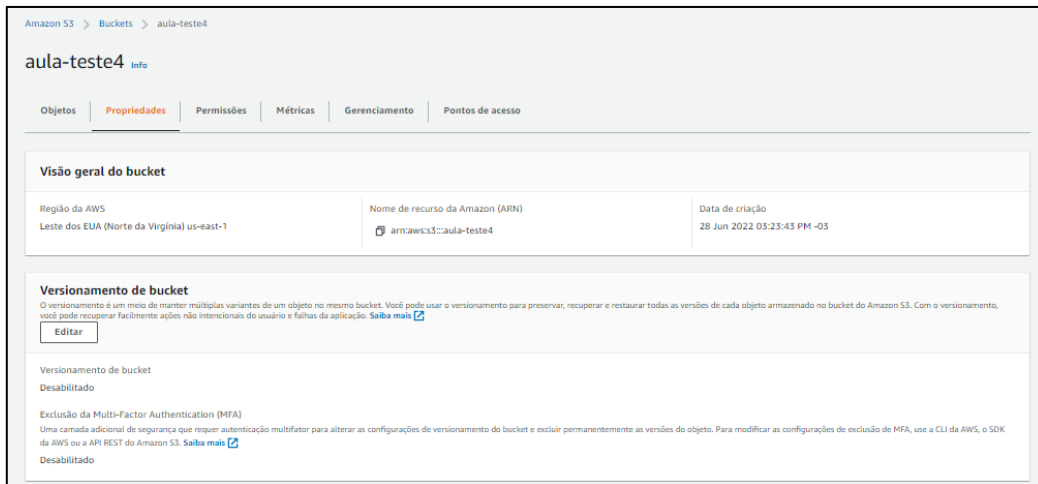 Amazon S3 > Buckets > aula-teste4
aula-teste4 Info
Objetos Propriedades Permissões Métricas Gerenciamento Pontos de acesso
Visão geral do bucket
Região da AWS Nome de recurso da Amazon (ARN) Data de criação
Leste dos EUA (Norte da Virgínia) us-east-1 arn:aws:s3:::aula-teste4 28 Jun 2022 03:23:43 PM -03
Versionamento de bucket
O versionamento é um meio de manter múltiplas variantes de um objeto no mesmo bucket. Você pode usar o versionamento para preservar, recuperar e restaurar todas as versões de cada objeto armazenado no bucket do Amazon S3. Com o versionamento,
você pode recuperar facilmente ações não intencionais do usuário e falhas da aplicação. Saiba mais
Editar
Versionamento de bucket
Desabilitado
Exclusão da Multi-Factor Authentication (MFA)
Uma camada adicional de segurança que requer autenticação multifator para alterar as configurações de versionamento do bucket e excluir permanentemente as versões do objeto. Para modificar as configurações de exclusão de MFA, use a CLI da AWS, o SDK
da AWS ou a API REST do Amazon S3. Saiba mais
Desabilitado